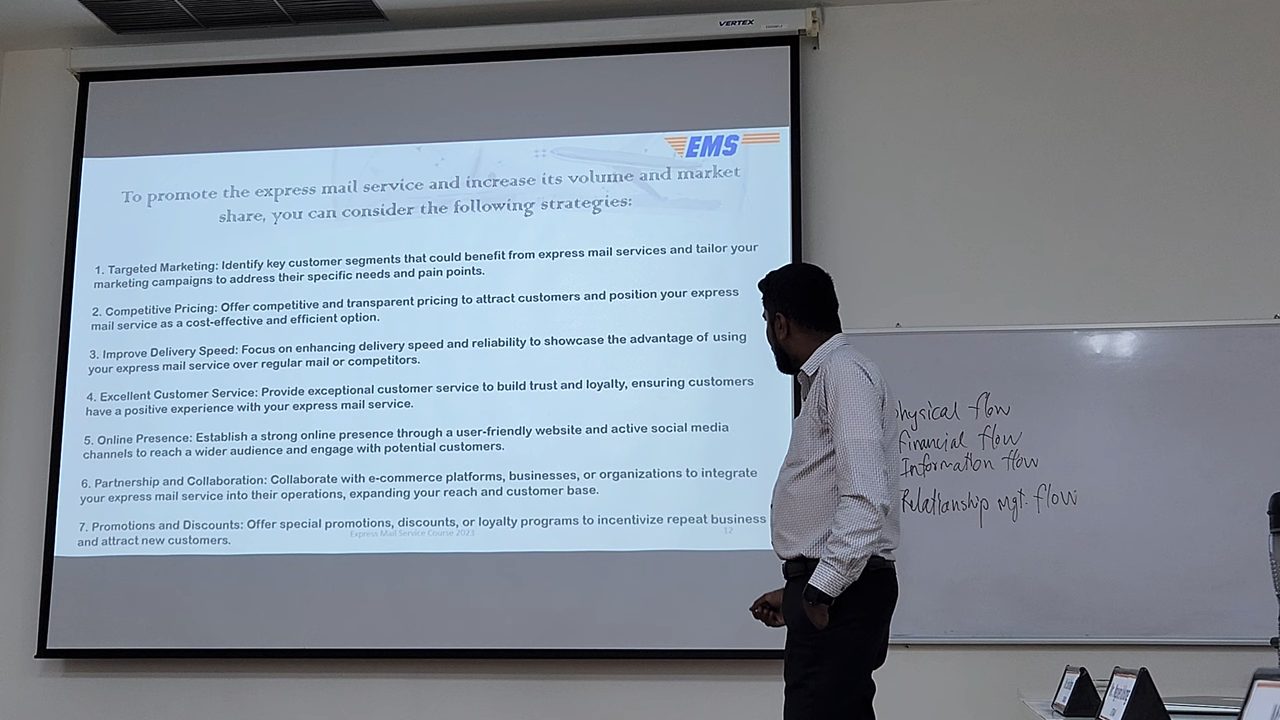 VERTEX
EMS
To promote the express mail service and increase its volume and market
share, you can consider the following strategies:
1. Targeted Marketing: Identify key customer segments that could benefit from express mail services and tailor your
marketing campaigns to address their specific needs and pain points.
2. Competitive Pricing: Offer competitive and transparent pricing to attract customers and position your express
mail service as a cost-effective and efficient option.
3. Improve Delivery Speed: Focus on enhancing delivery speed and reliability to showcase the advantage of using
your express mail service over regular mail or competitors.
4. Excellent Customer Service: Provide exceptional customer service to build trust and loyalty, ensuring customers
have a positive experience with your express mail service.
5. Online Presence: Establish a strong online presence through a user-friendly website and active social media
channels to reach a wider audience and engage with potential customers.
6. Partnership and Collaboration: Collaborate with e-commerce platforms, businesses, or organizations to integrate
your express mail service into their operations, expanding your reach and customer base.
7. Promotions and Discounts: Offer special promotions, discounts, or loyalty programs to incentivize repeat business
and attract new customers.
Express Mail Service Course 2023
12
physical flow
Financial flow
Information flow
Relationship mgt. flow